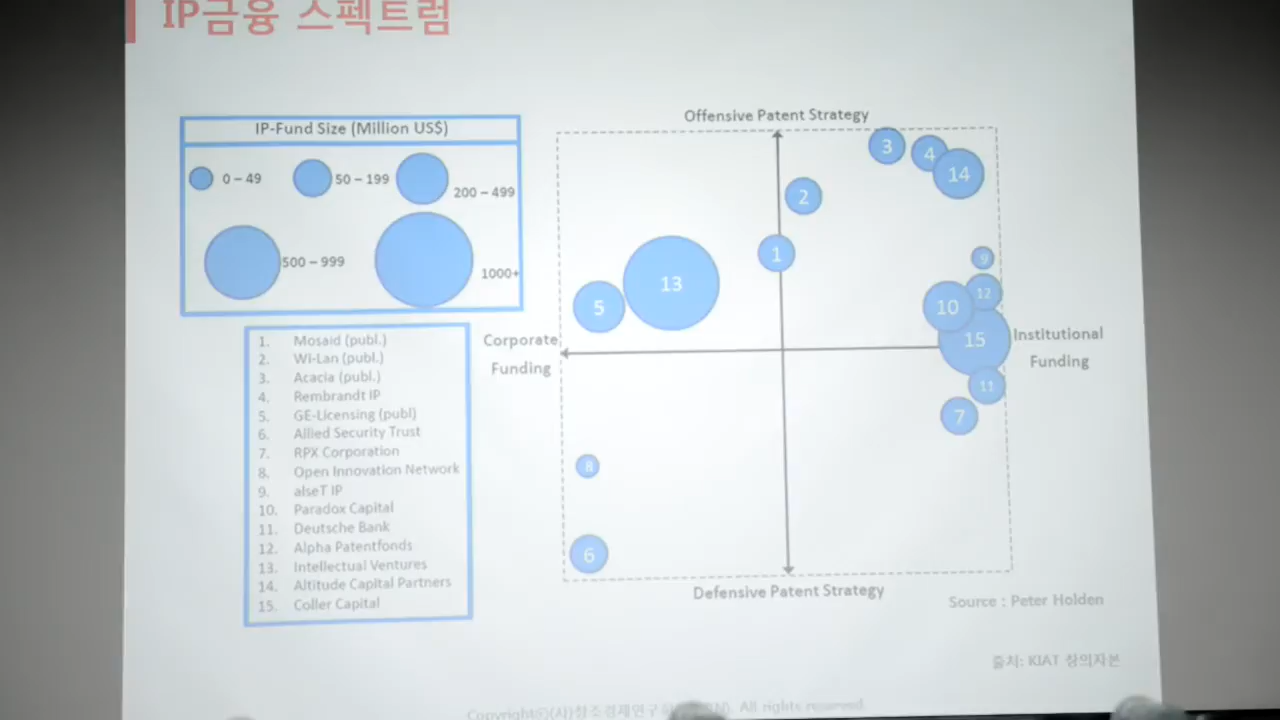 IP금융 스펙트럼
IP-Fund Size (Million US$)
0 – 49
50 – 199
200 – 499
500 – 999
1000+
1. Mosaid (publ.)
2. Wi-Lan (publ.)
3. Acacia (publ.)
4. Rembrandt IP
5. GE-Licensing (publ)
6. Allied Security Trust
7. RPX Corporation
8. Open Innovation Network
9. alseT IP
10. Paradox Capital
11. Deutsche Bank
12. Alpha Patentfonds
13. Intellectual Ventures
14. Altitude Capital Partners
15. Coller Capital
Offensive Patent Strategy
3
4
14
2
1
9
13
12
5
10
15
Corporate
Funding
Institutional
Funding
11
7
8
6
Defensive Patent Strategy
Source : Peter Holden
출처: KIAT 창의자본
All rights reserved.